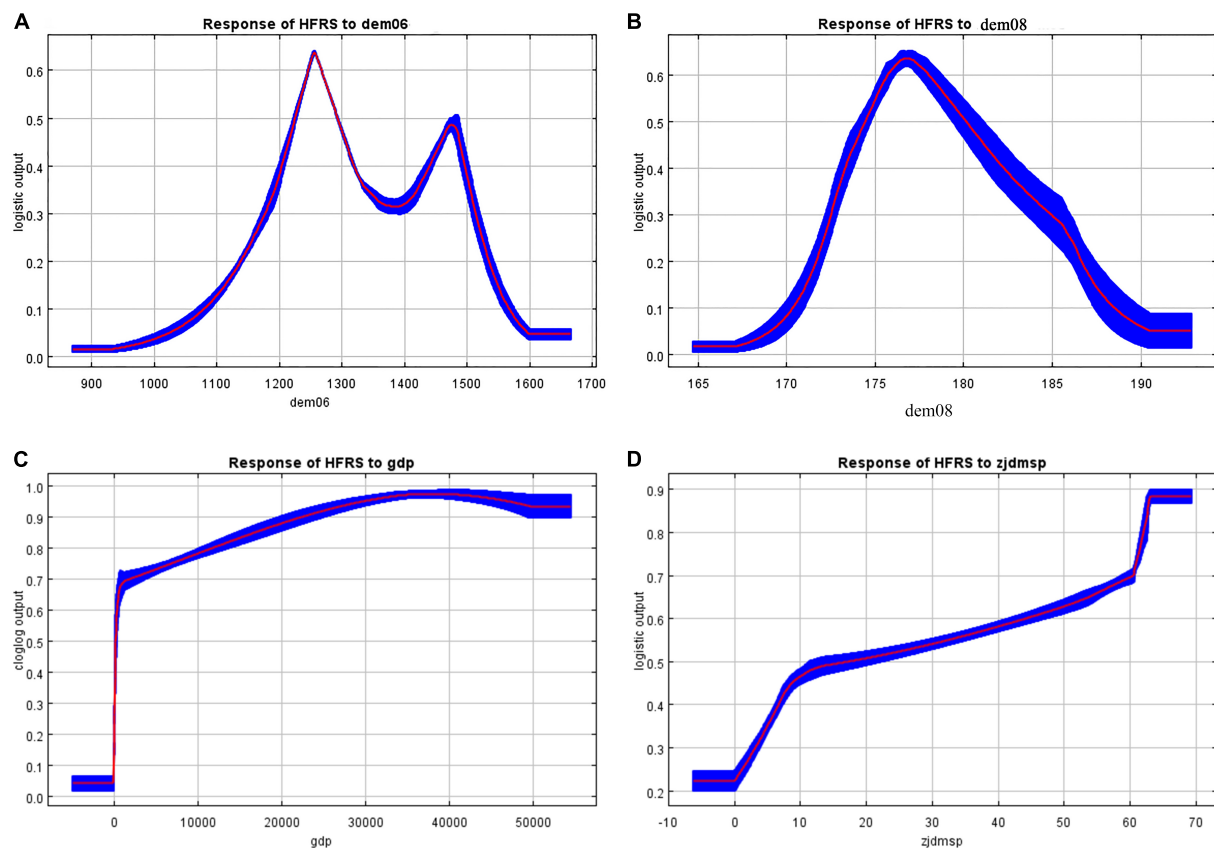 A
Response of HFRS to dem06
logistic output
0.6
0.5
0.4
0.3
0.2
0.1
0.0
900 1000 1100 1200 1300 1400 1500 1600 1700
dem06
B
Response of HFRS to dem08
logistic output
0.6
0.5
0.4
0.3
0.2
0.1
0.0
165 170 175 180 185 190
dem08
C
Response of HFRS to gdp
cloglog output
1.0
0.9
0.8
0.7
0.6
0.5
0.4
0.3
0.2
0.1
0.0
0 10000 20000 30000 40000 50000
gdp
D
Response of HFRS to zjdmsp
logistic output
0.9
0.8
0.7
0.6
0.5
0.4
0.3
0.2
-10 0 10 20 30 40 50 60 70
zjdmsp